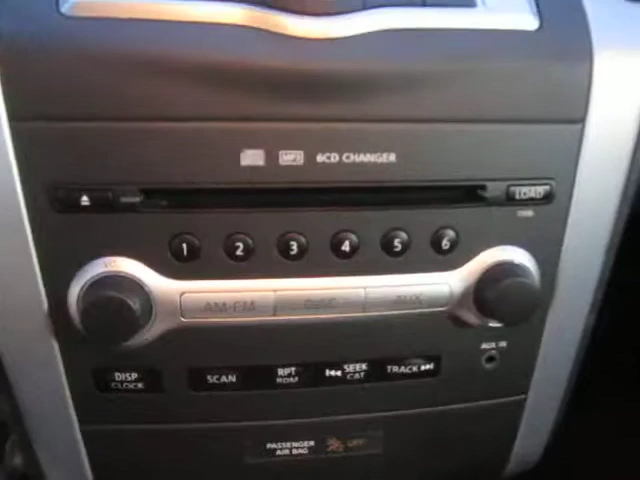 MP3 6CD CHANGER
LOAD
1 2 3 4 5 6
AM·FM DISC AUX
AUX IN
DISP
CLOCK
SCAN
RPT
RDM
SEEK
CAT
TRACK
PASSENGER
AIR BAG OFF